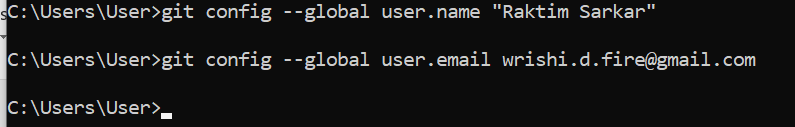 C:\Users\User>git config --global user.name "Raktim Sarkar"
C:\Users\User>git config --global user.email wrishi.d.fire@gmail.com
C:\Users\User>